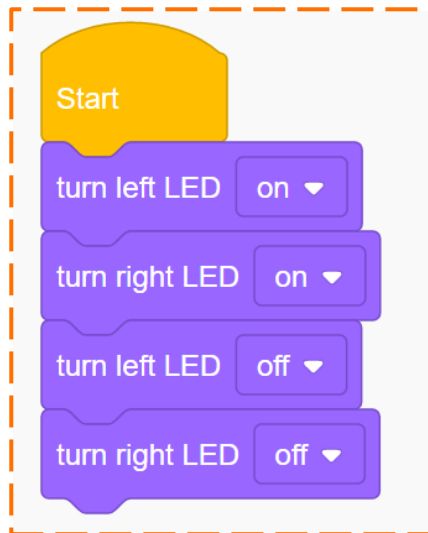 Start
turn left LED on
turn right LED on
turn left LED off
turn right LED off